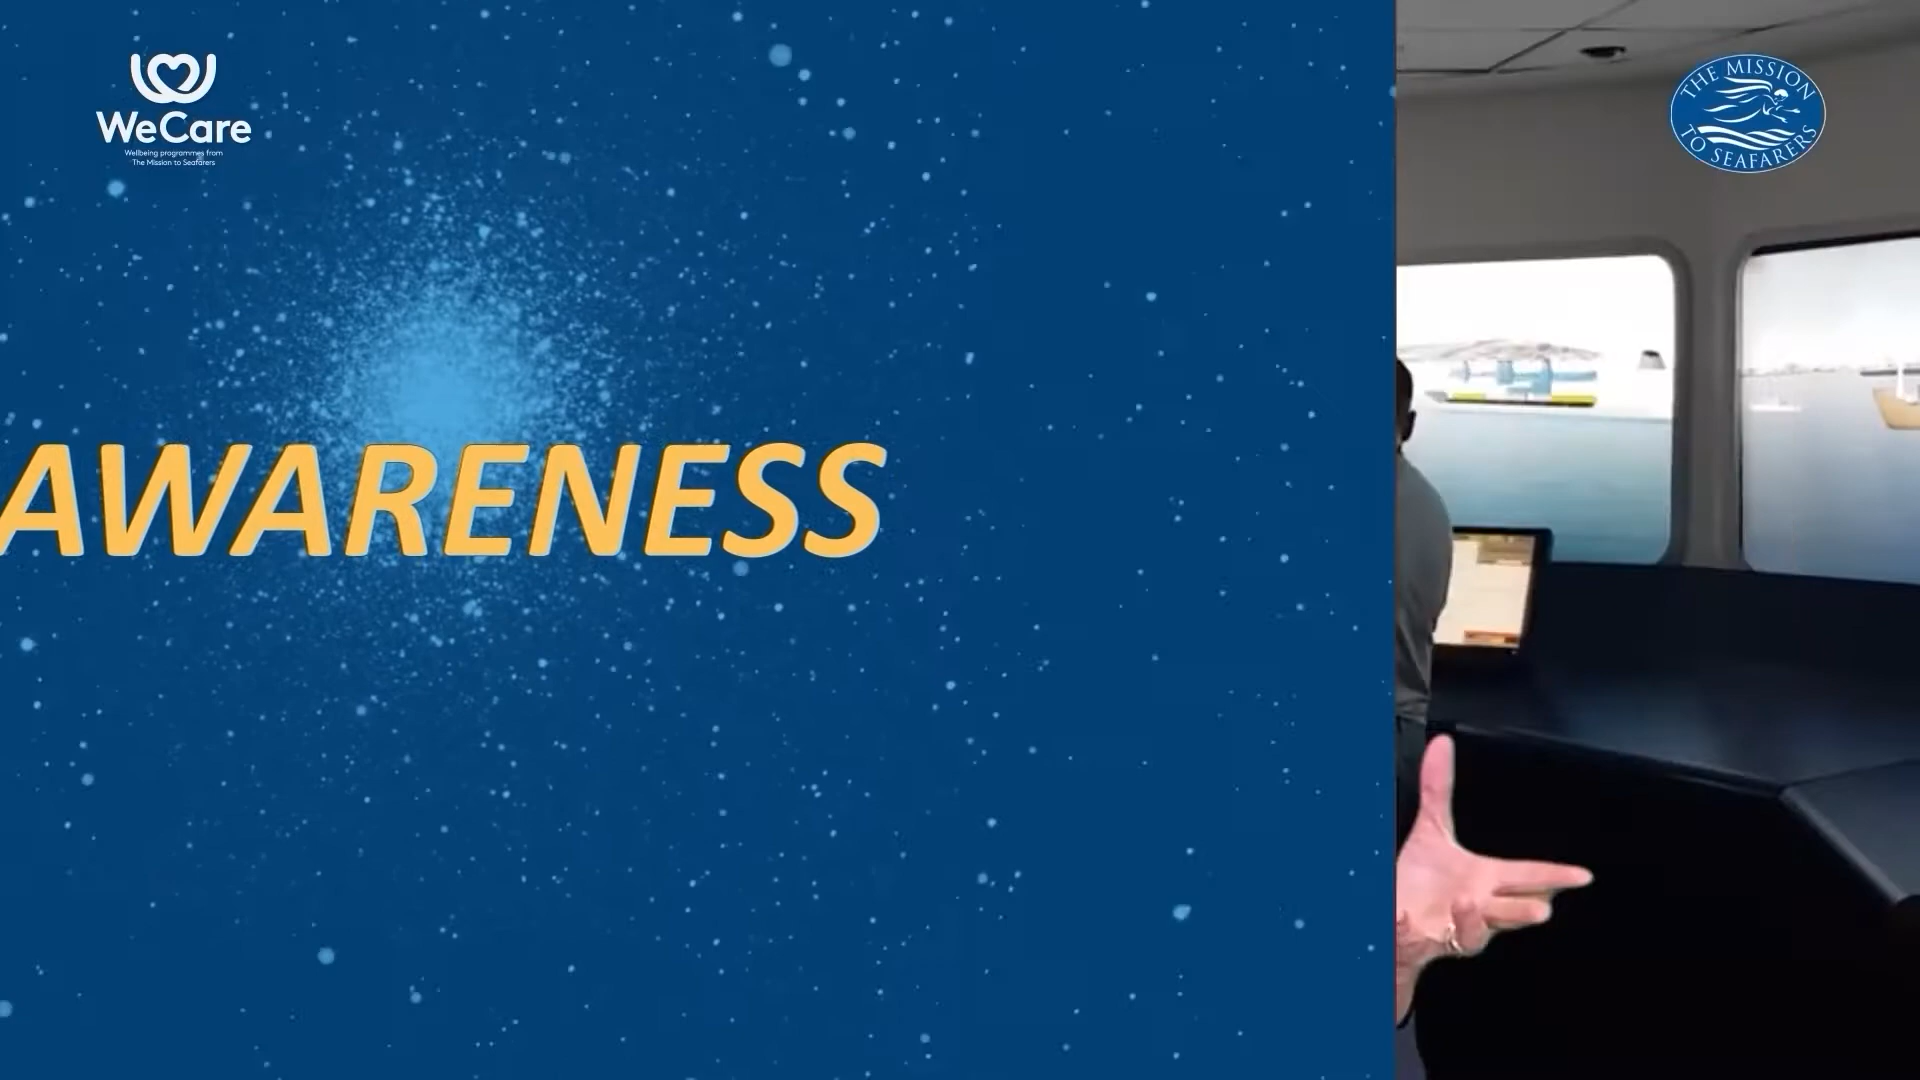 WeCare
Wellbeing programmes from
The Mission to Seafarers
THE MISSION
TO SEAFARERS
AWARENESS